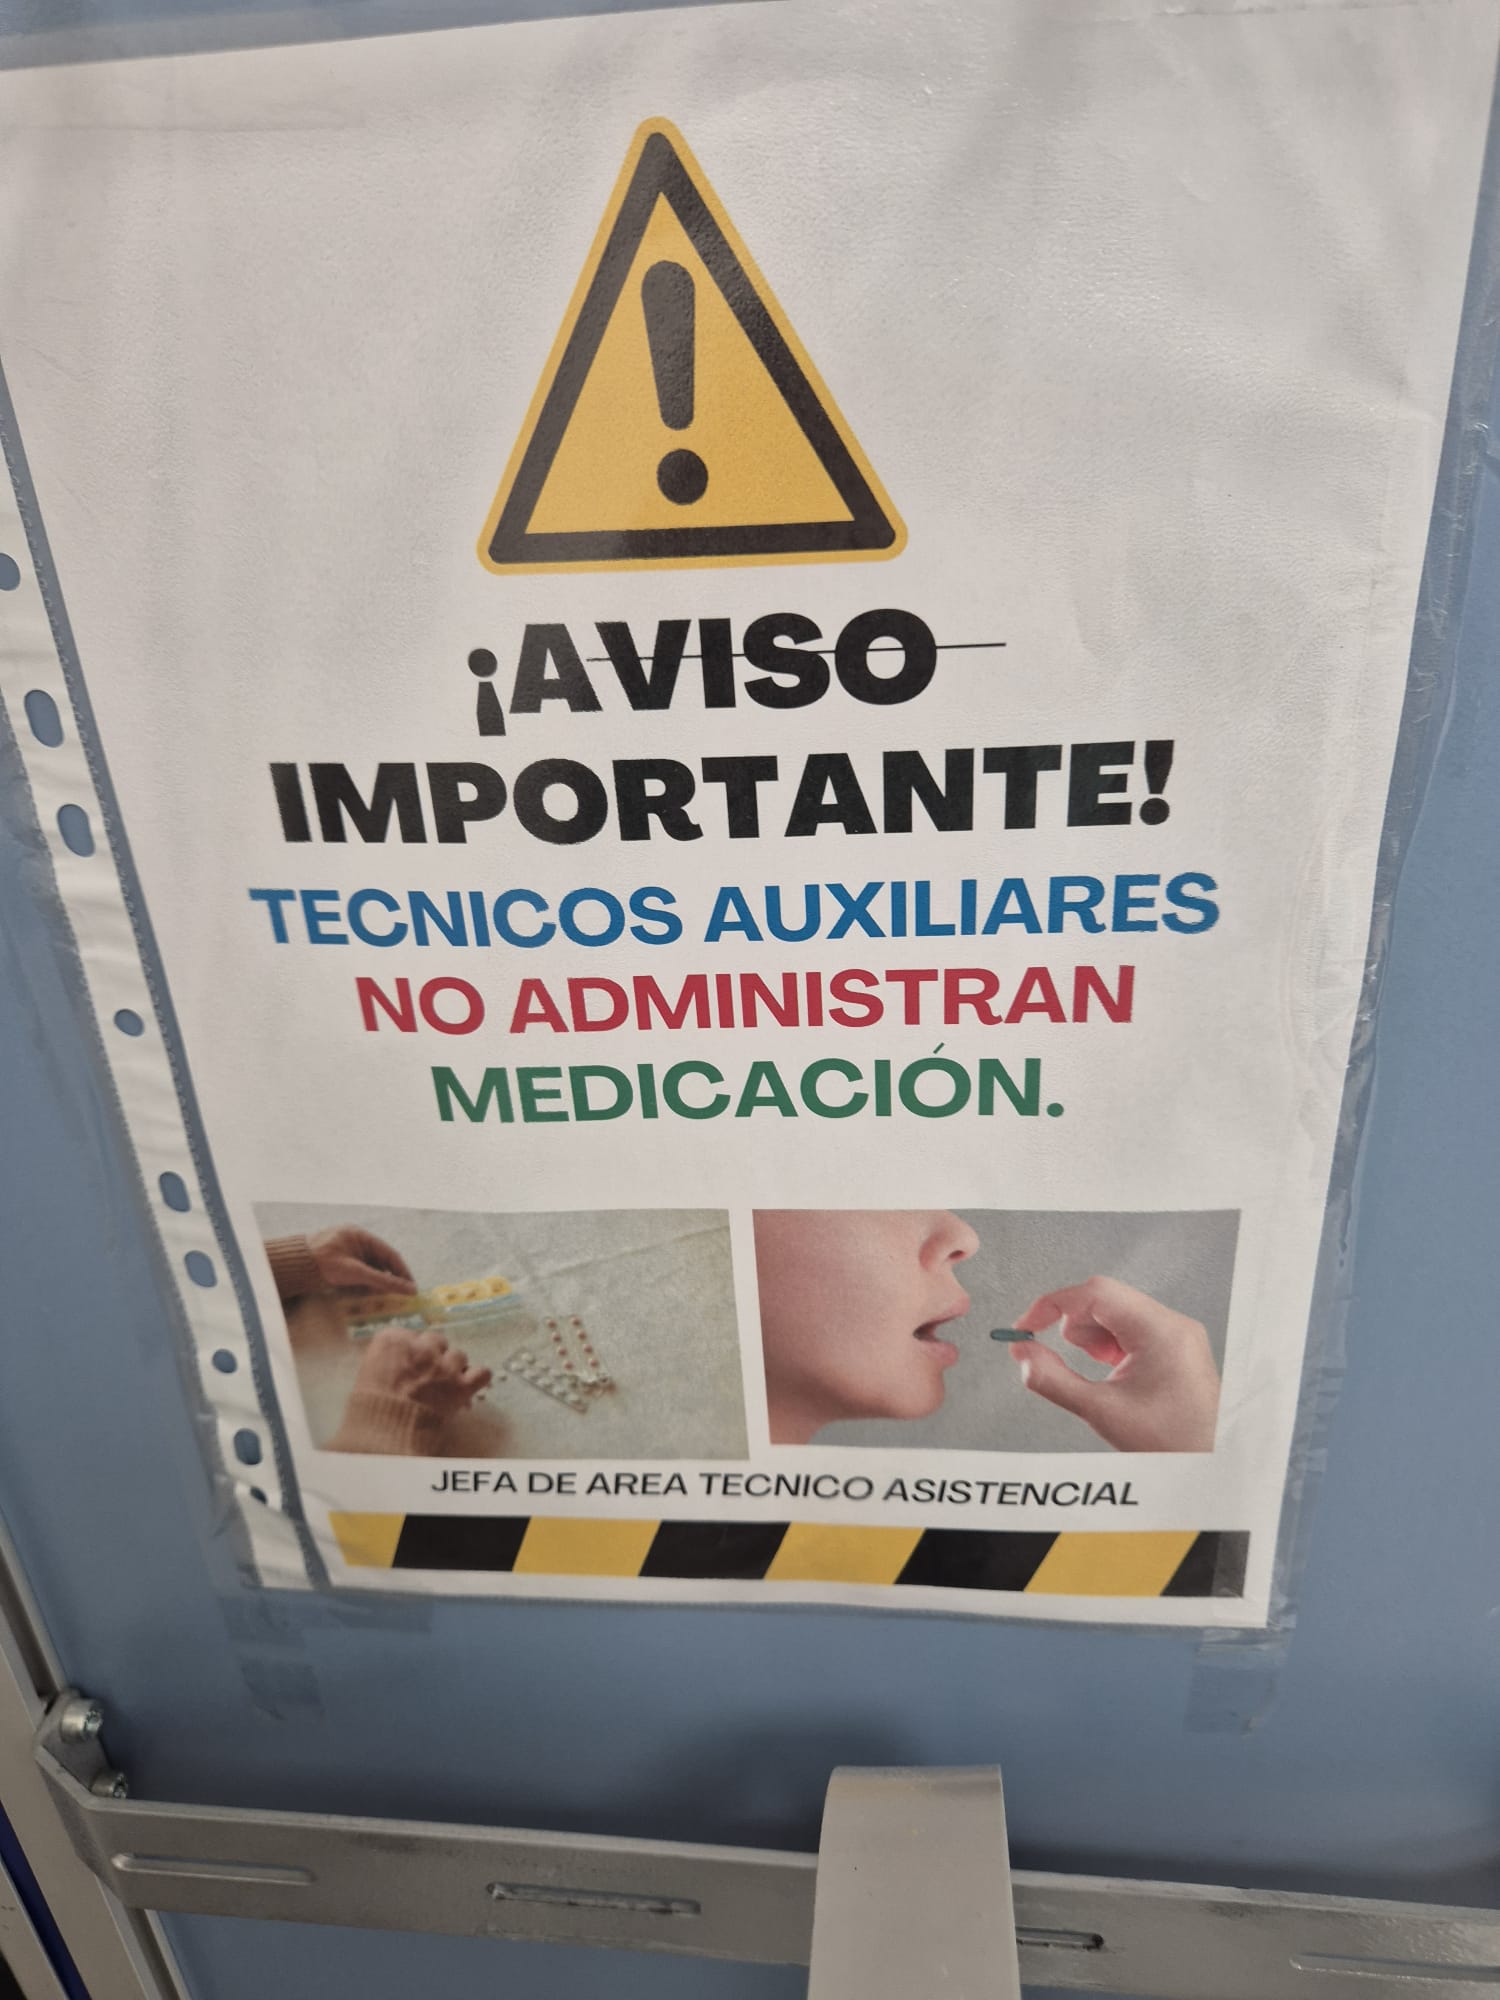 ¡AVISO
IMPORTANTE!
TECNICOS AUXILIARES
NO ADMINISTRAN
MEDICACIÓN.
JEFA DE AREA TECNICO ASISTENCIAL